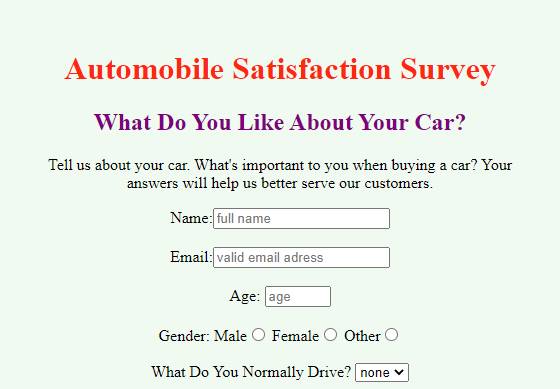 Automobile Satisfaction Survey
What Do You Like About Your Car?
Tell us about your car. What's important to you when buying a car? Your
answers will help us better serve our customers.
Name: full name
Email: valid email adress
Age: age
Gender: Male Female Other
What Do You Normally Drive? none